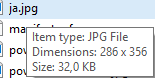 ja.jpg
Item type: JPG File
Dimensions: 286 x 356
Size: 32,0 KB